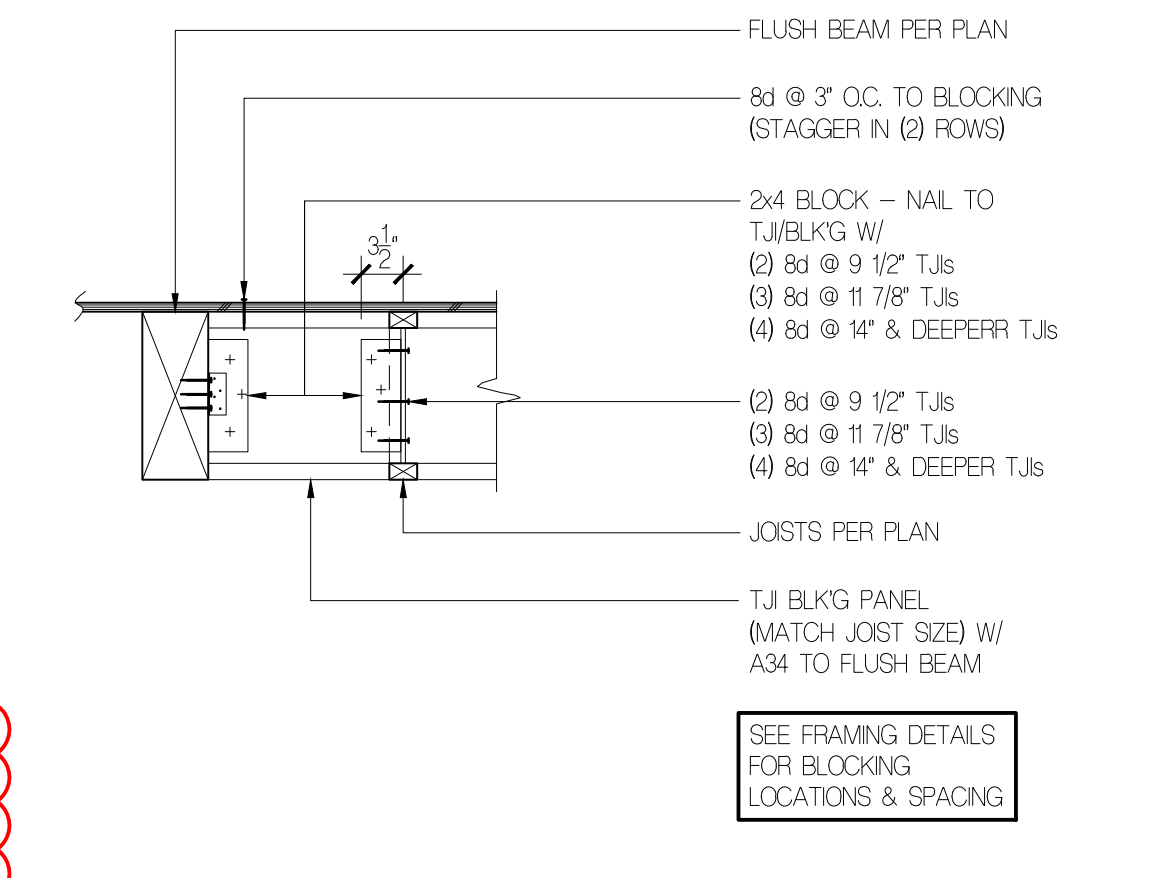 FLUSH BEAM PER PLAN
8d @ 3" O.C. TO BLOCKING
(STAGGER IN (2) ROWS)
2x4 BLOCK – NAIL TO
TJI/BLK'G W/
(2) 8d @ 9 1/2" TJIs
(3) 8d @ 11 7/8" TJIs
(4) 8d @ 14" & DEEPERR TJIs
3 1/2"
(2) 8d @ 9 1/2" TJIs
(3) 8d @ 11 7/8" TJIs
(4) 8d @ 14" & DEEPER TJIs
JOISTS PER PLAN
TJI BLK'G PANEL
(MATCH JOIST SIZE) W/
A34 TO FLUSH BEAM
SEE FRAMING DETAILS
FOR BLOCKING
LOCATIONS & SPACING